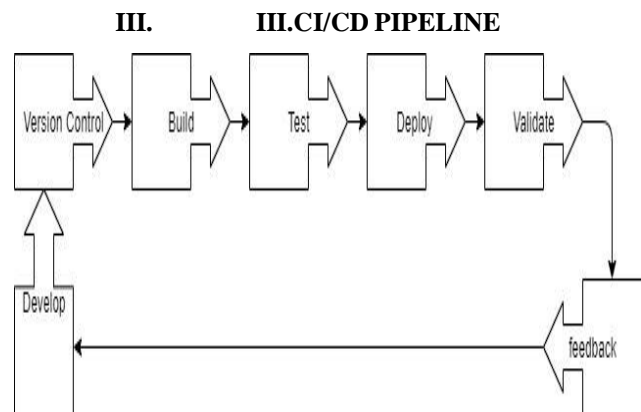 III. III.CI/CD PIPELINE
Version Control
Build
Test
Deploy
Validate
Develop
feedback